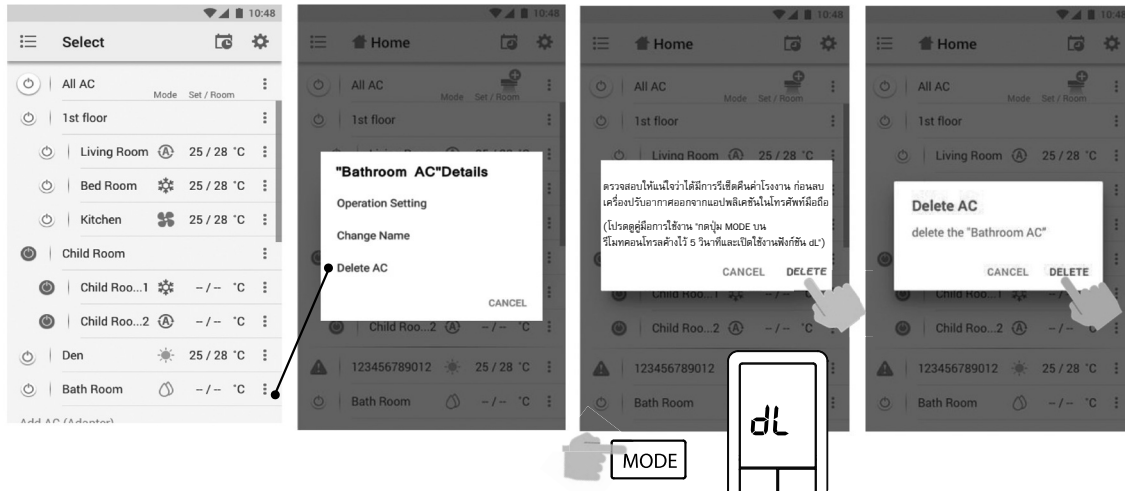 10:48
Select
All AC
Mode Set / Room
1st floor
Living Room A 25 / 28 °C
Bed Room 25 / 28 °C
Kitchen 25 / 28 °C
Child Room
Child Roo...1 – / – °C
Child Roo...2 A – / – °C
Den 25 / 28 °C
Bath Room – / – °C
Add AC (Adapter)
10:48
Home
All AC
Mode Set / Room
1st floor
"Bathroom AC"Details
Operation Setting
Change Name
Delete AC
CANCEL
Child Roo...2 A – / – °C
123456789012 25 / 28 °C
Bath Room – / – °C
10:48
Home
All AC
Mode Set / Room
1st floor
Living Room A 25 / 28 °C
ตรวจสอบให้แน่ใจว่าได้มีการรีเซ็ตคืนค่าโรงงาน ก่อนลบ
เครื่องปรับอากาศออกจากแอปพลิเคชันในโทรศัพท์มือถือ
(โปรดดูคู่มือการใช้งาน "กดปุ่ม MODE บน
รีโมทคอนโทรลค้างไว้ 5 วินาทีและเปิดใช้งานฟังก์ชัน dL")
CANCEL DELETE
Child Roo...1 – / – °C
Child Roo...2 A – / – °C
123456789012 25 / 28 °C
Bath Room
MODE
dL
10:48
Home
All AC
Mode Set / Room
1st floor
Living Room A 25 / 28 °C
Delete AC
delete the "Bathroom AC"
CANCEL DELETE
Child Roo...1 – / – °C
Child Roo...2 A – / –
123456789012 25 / 28 °C
Bath Room – / – °C